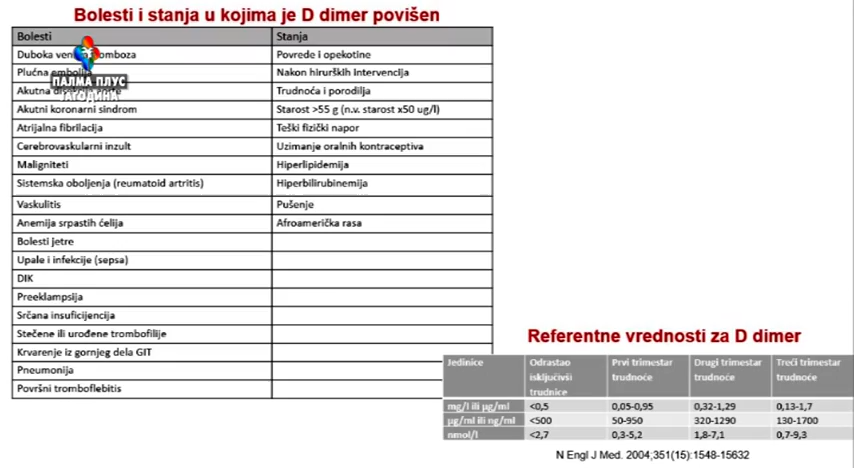 Bolesti i stanja u kojima je D dimer povišen
Bolesti Stanja
Duboka venska tromboza Povrede i opekotine
Plućna embolija Nakon hirurških intervencija
Akutna Trudnoća i porodilja
Akutni koronarni sindrom Starost >55 g (n.v. starost x50 ug/l)
Atrijalna fibrilacija Teški fizički napor
Cerebrovaskularni inzult Uzimanje oralnih kontraceptiva
Maligniteti Hiperlipidemija
Sistemska oboljenja (reumatoid artritis) Hiperbilirubinemija
Vaskulitis Pušenje
Anemija srpastih ćelija Afroamerička rasa
Bolesti jetre
Upale i infekcije (sepsa)
DIK
Preeklampsija
Srčana insuficijencija
Stečene ili urođene trombofilije
Krvarenje iz gornjeg dela GIT
Pneumonija
Površni tromboflebitis
ПАЛМА ПЛУС
ЈАГОДИНА
Referentne vrednosti za D dimer
Jedinice Odrastao isključivši trudnice Prvi trimestar trudnoće Drugi trimestar trudnoće Treći trimestar trudnoće
mg/l ili µg/ml <0,5 0,05-0,95 0,32-1,29 0,13-1,7
µg/ml ili ng/ml <500 50-950 320-1290 130-1700
nmol/l <2,7 0,3-5,2 1,8-7,1 0,7-9,3
N Engl J Med. 2004;351(15):1548-15632